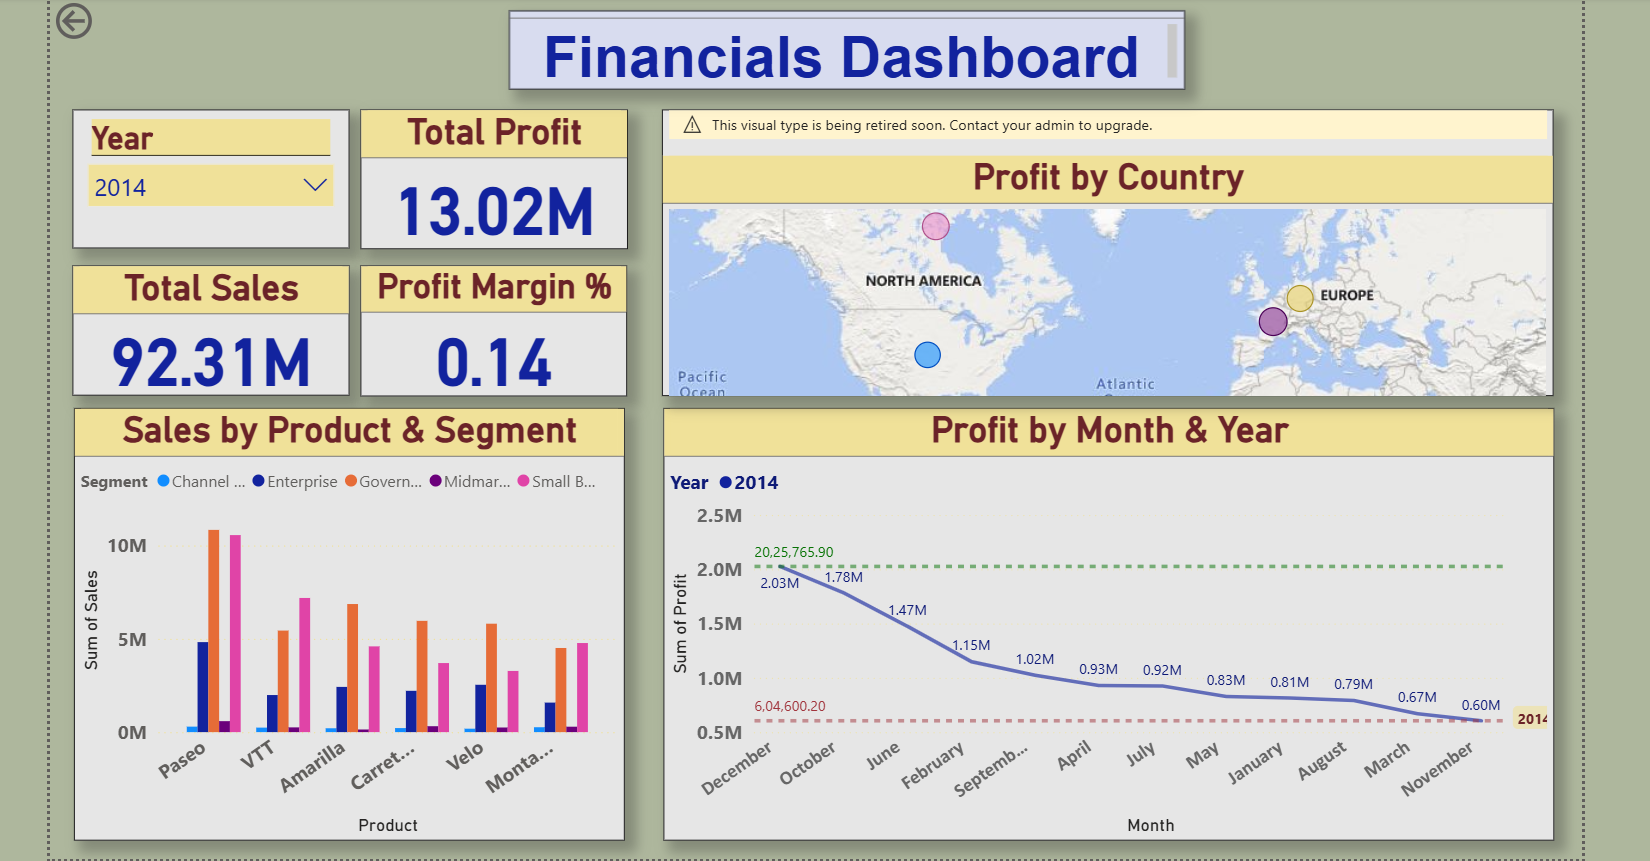 Financials Dashboard
Year
2014
Total Profit
13.02M
Total Sales
92.31M
Profit Margin %
0.14
This visual type is being retired soon. Contact your admin to upgrade.
Profit by Country
NORTH AMERICA
EUROPE
Pacific
Ocean
Atlantic
Sales by Product & Segment
Segment Channel ... Enterprise Govern... Midmar... Small B...
Sum of Sales
10M
5M
0M
Paseo
VTT
Amarilla
Carret...
Velo
Monta...
Product
Profit by Month & Year
Year 2014
Sum of Profit
2.5M
2.0M
1.5M
1.0M
0.5M
20,25,765.90
2.03M
1.78M
1.47M
1.15M
1.02M
0.93M
0.92M
0.83M
0.81M
0.79M
0.67M
0.60M
6,04,600.20
2014
December
October
June
February
Septemb...
April
July
May
January
August
March
November
Month